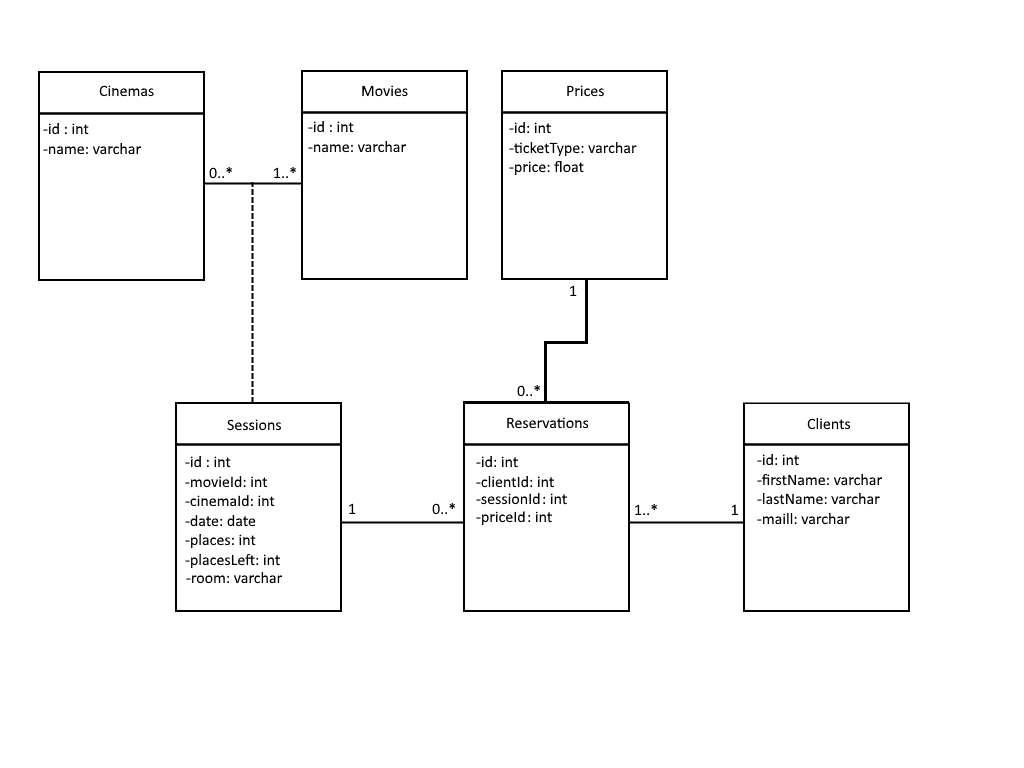 Cinemas
-id : int
-name: varchar
0..*
1..*
Movies
-id : int
-name: varchar
Prices
-id: int
-ticketType: varchar
-price: float
1
0..*
Sessions
-id : int
-movieId: int
-cinemaId: int
-date: date
-places: int
-placesLeft: int
-room: varchar
1
0..*
Reservations
-id: int
-clientId: int
-sessionId: int
-priceId: int
1..*
1
Clients
-id: int
-firstName: varchar
-lastName: varchar
-maill: varchar